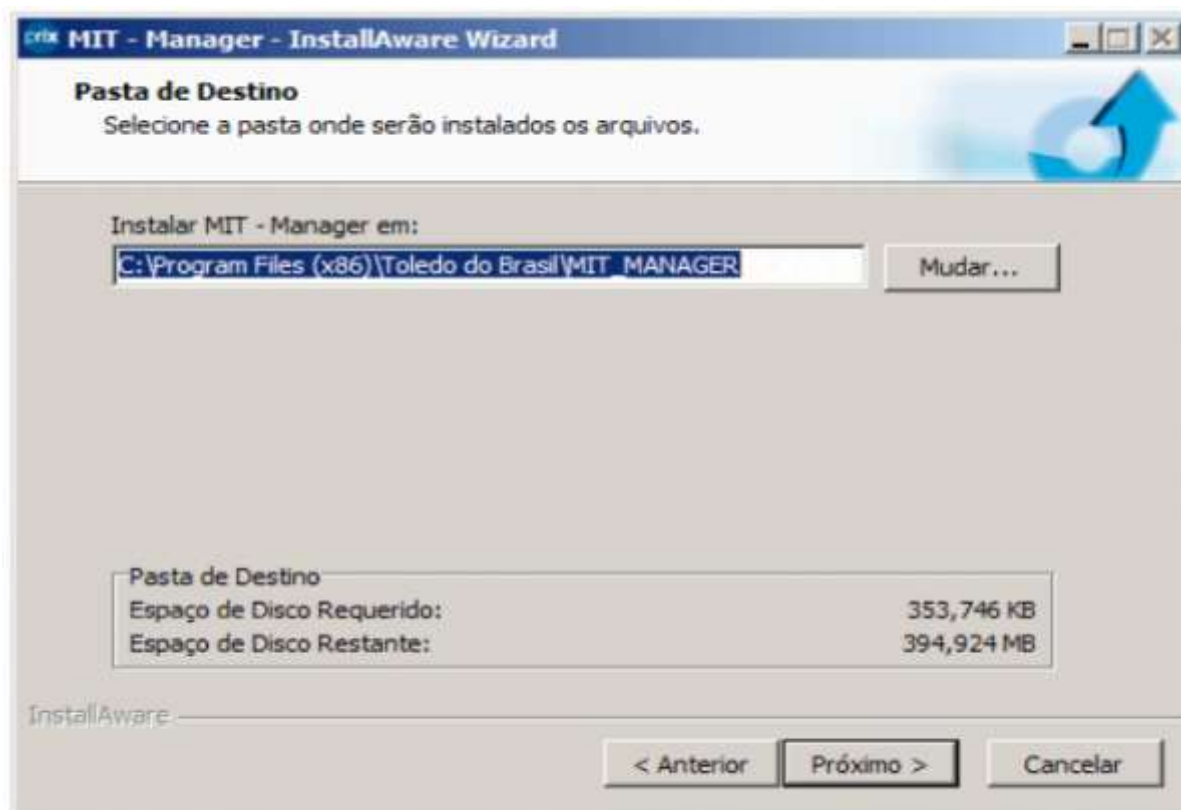 prix MIT - Manager - InstallAware Wizard
Pasta de Destino
Selecione a pasta onde serão instalados os arquivos.
Instalar MIT - Manager em:
C:\Program Files (x86)\Toledo do Brasil\MIT_MANAGER
Mudar...
Pasta de Destino
Espaço de Disco Requerido: 353,746 KB
Espaço de Disco Restante: 394,924 MB
InstallAware
< Anterior Próximo > Cancelar